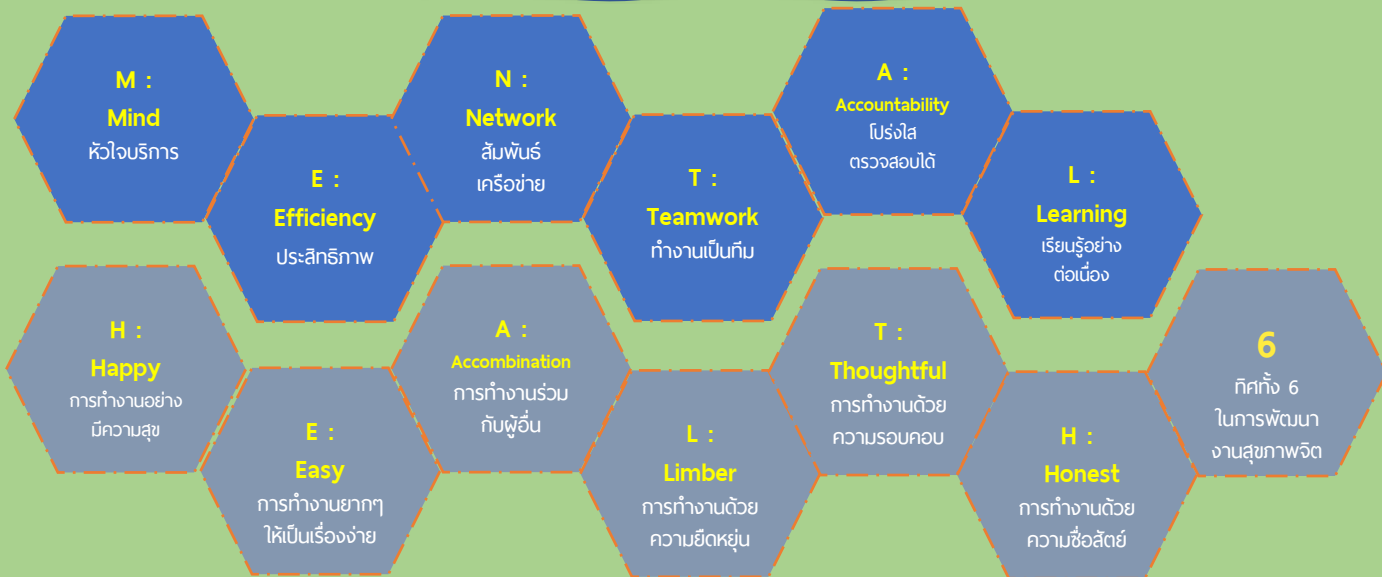 M :
Mind
หัวใจบริการ
E :
Efficiency
ประสิทธิภาพ
N :
Network
สัมพันธ์
เครือข่าย
T :
Teamwork
ทำงานเป็นทีม
A :
Accountability
โปร่งใส
ตรวจสอบได้
L :
Learning
เรียนรู้อย่าง
ต่อเนื่อง
H :
Happy
การทำงานอย่าง
มีความสุข
E :
Easy
การทำงานยากๆ
ให้เป็นเรื่องง่าย
A :
Accombination
การทำงานร่วม
กับผู้อื่น
L :
Limber
การทำงานด้วย
ความยืดหยุ่น
T :
Thoughtful
การทำงานด้วย
ความรอบคอบ
H :
Honest
การทำงานด้วย
ความซื่อสัตย์
6
ทิศทั้ง 6
ในการพัฒนา
งานสุขภาพจิต